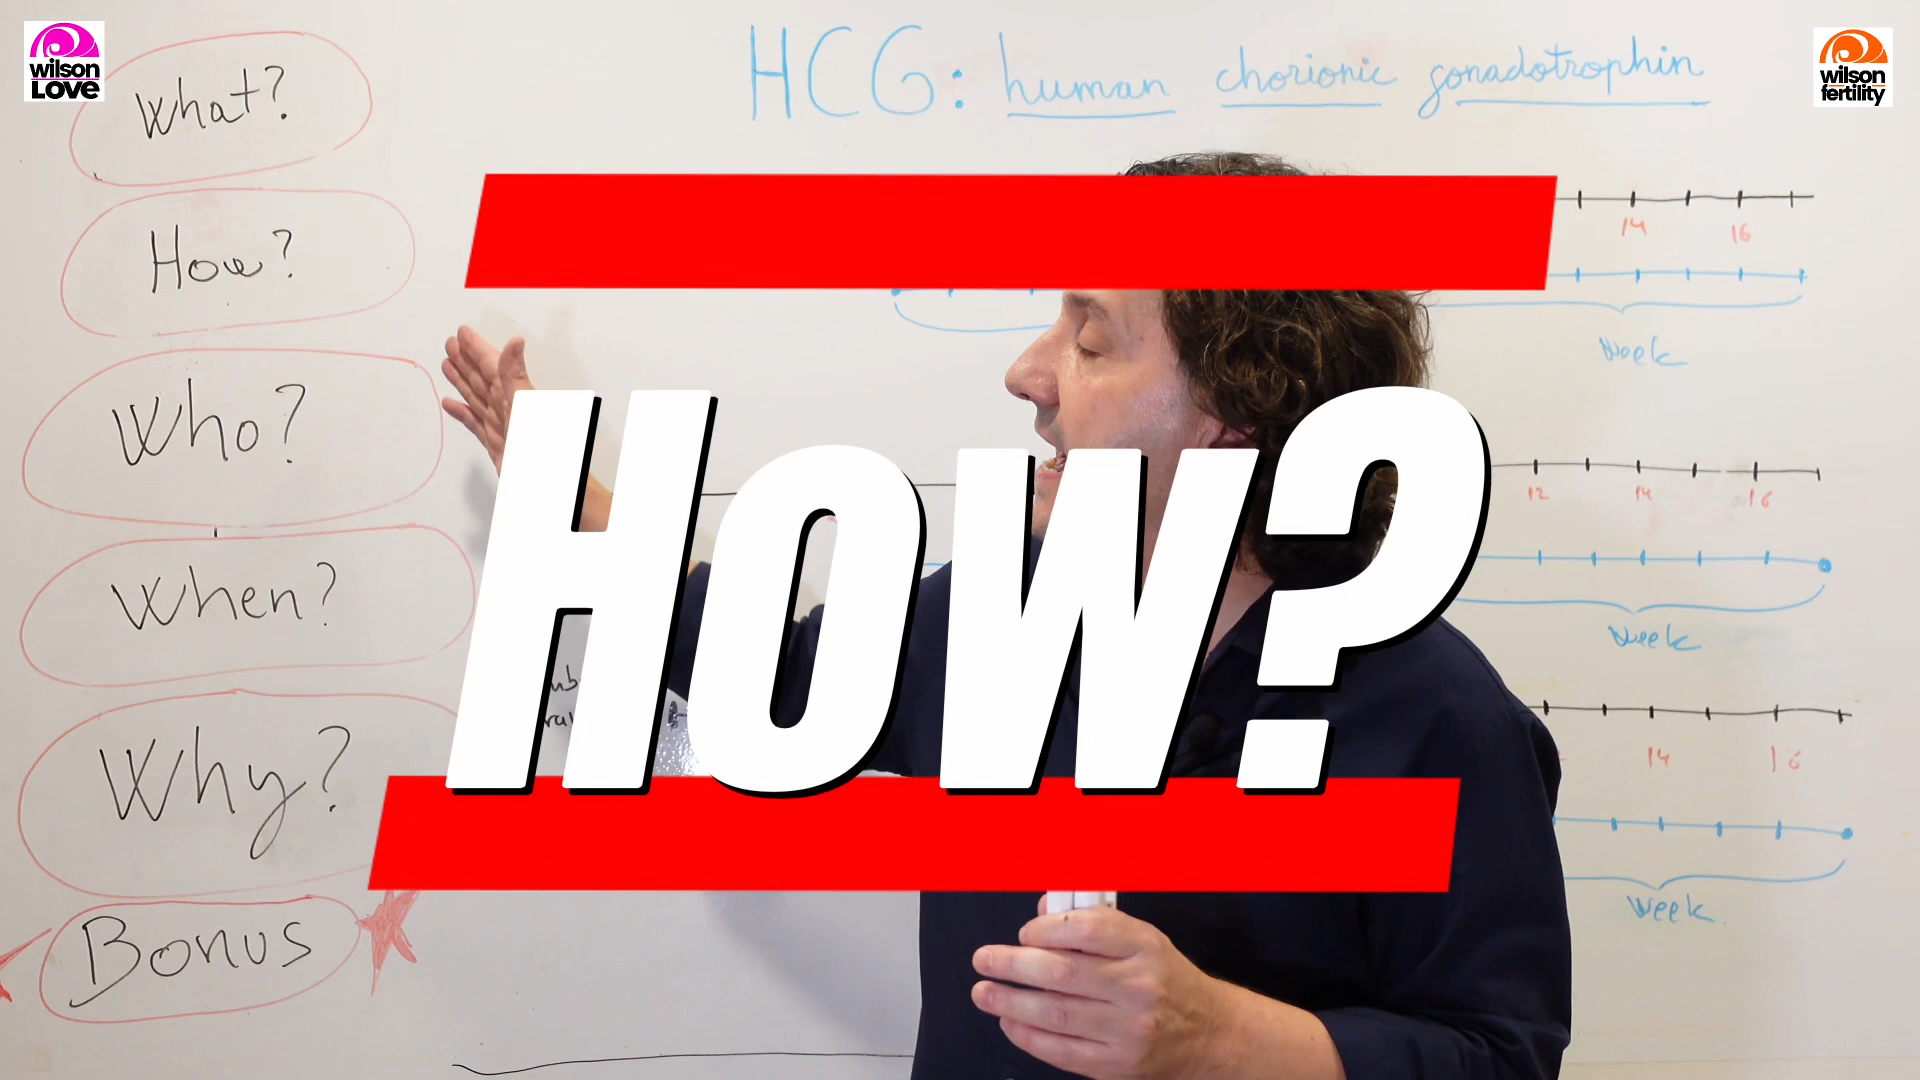 wilson
LOVE
What?
HCG: human chorionic gonadotrophin
wilson
fertility
How?
14 16
week
Who?
How?
12 14 16
When?
week
Why?
14 16
week
Bonus